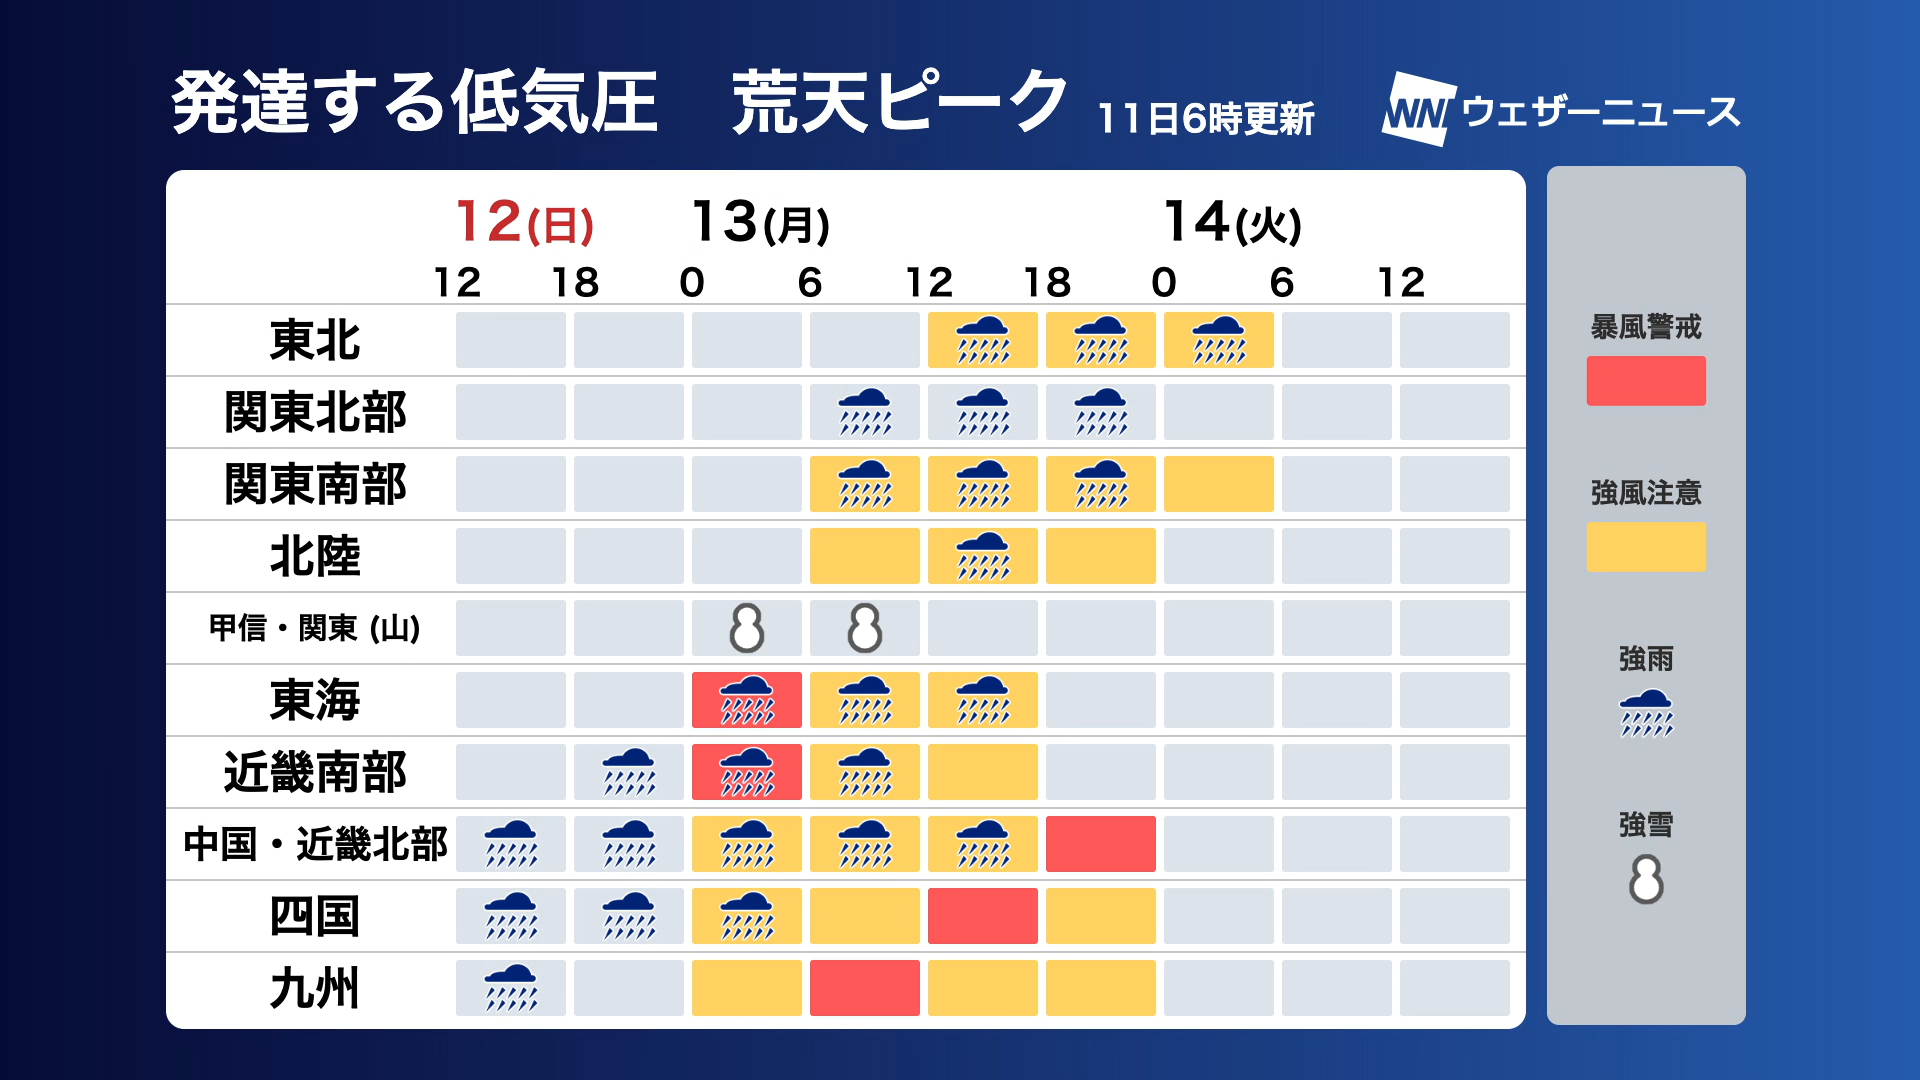 発達する低気圧　荒天ピーク 11日6時更新
WNI ウェザーニュース
12(日) 13(月) 14(火)
12 18 0 6 12 18 0 6 12
東北
関東北部
関東南部
北陸
甲信・関東 (山)
東海
近畿南部
中国・近畿北部
四国
九州
暴風警戒
強風注意
強雨
強雪